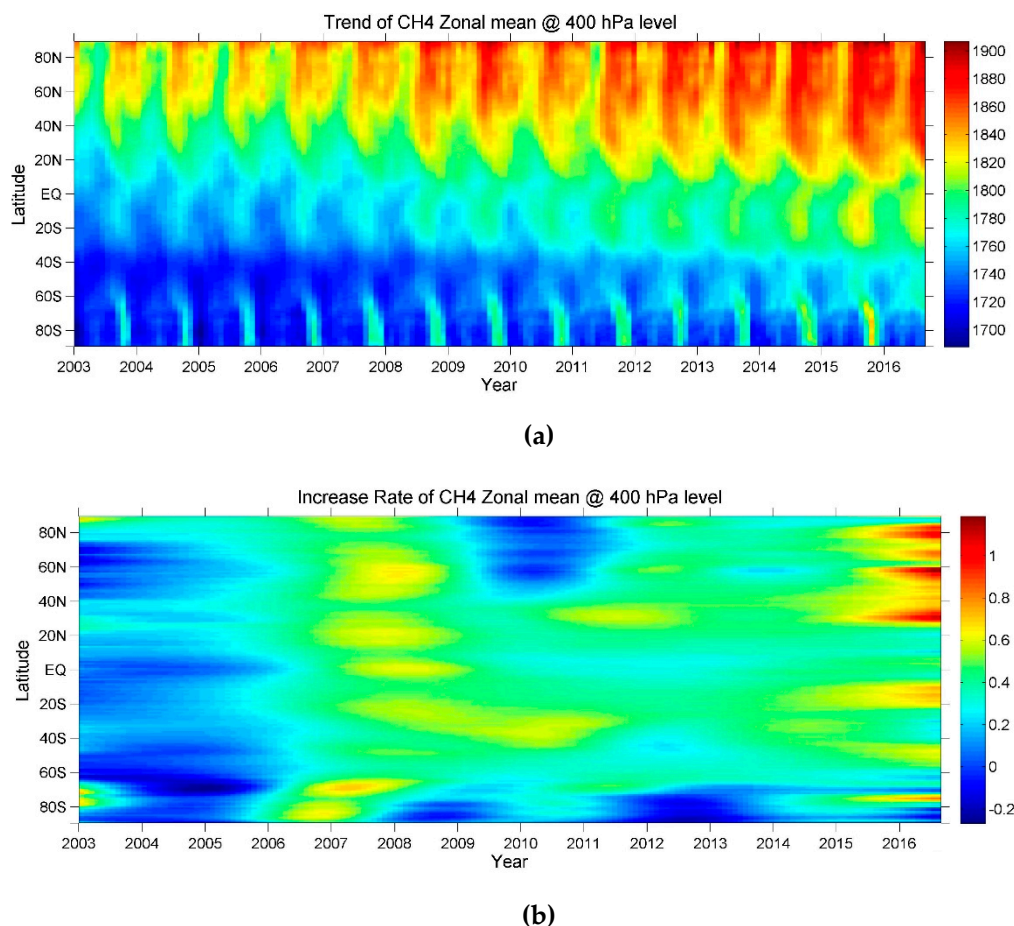 Trend of CH4 Zonal mean @ 400 hPa level
80N
60N
40N
20N
EQ
20S
40S
60S
80S
Latitude
2003 2004 2005 2006 2007 2008 2009 2010 2011 2012 2013 2014 2015 2016
Year
1900
1880
1860
1840
1820
1800
1780
1760
1740
1720
1700
(a)
Increase Rate of CH4 Zonal mean @ 400 hPa level
80N
60N
40N
20N
EQ
20S
40S
60S
80S
Latitude
2003 2004 2005 2006 2007 2008 2009 2010 2011 2012 2013 2014 2015 2016
Year
1
0.8
0.6
0.4
0.2
0
-0.2
(b)